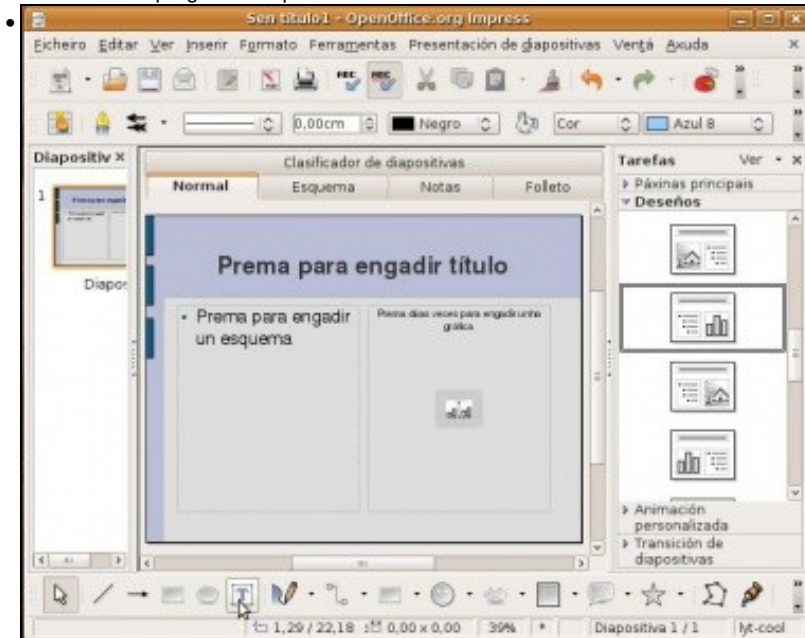 Sen título1 - OpenOffice.org Impress
Eicheiro Editar Ver Inserir Formato Ferramentas Presentación de diapositivas Ventá Axuda
0,00cm Negro Cor Azul 8
Diapositiv
Clasificador de diapositivas
Normal Esquema Notas Folleto
Tarefas Ver
Páxinas principais
Deseños
1
Diapos
Prema para engadir título
• Prema para engadir
un esquema
Prema dúas veces para engadir unha
gráfica
Animación
personalizada
Transición de
diapositivas
1,29 / 22,18 0,00 x 0,00 39% * Diapositiva 1 / 1 lyt-cool